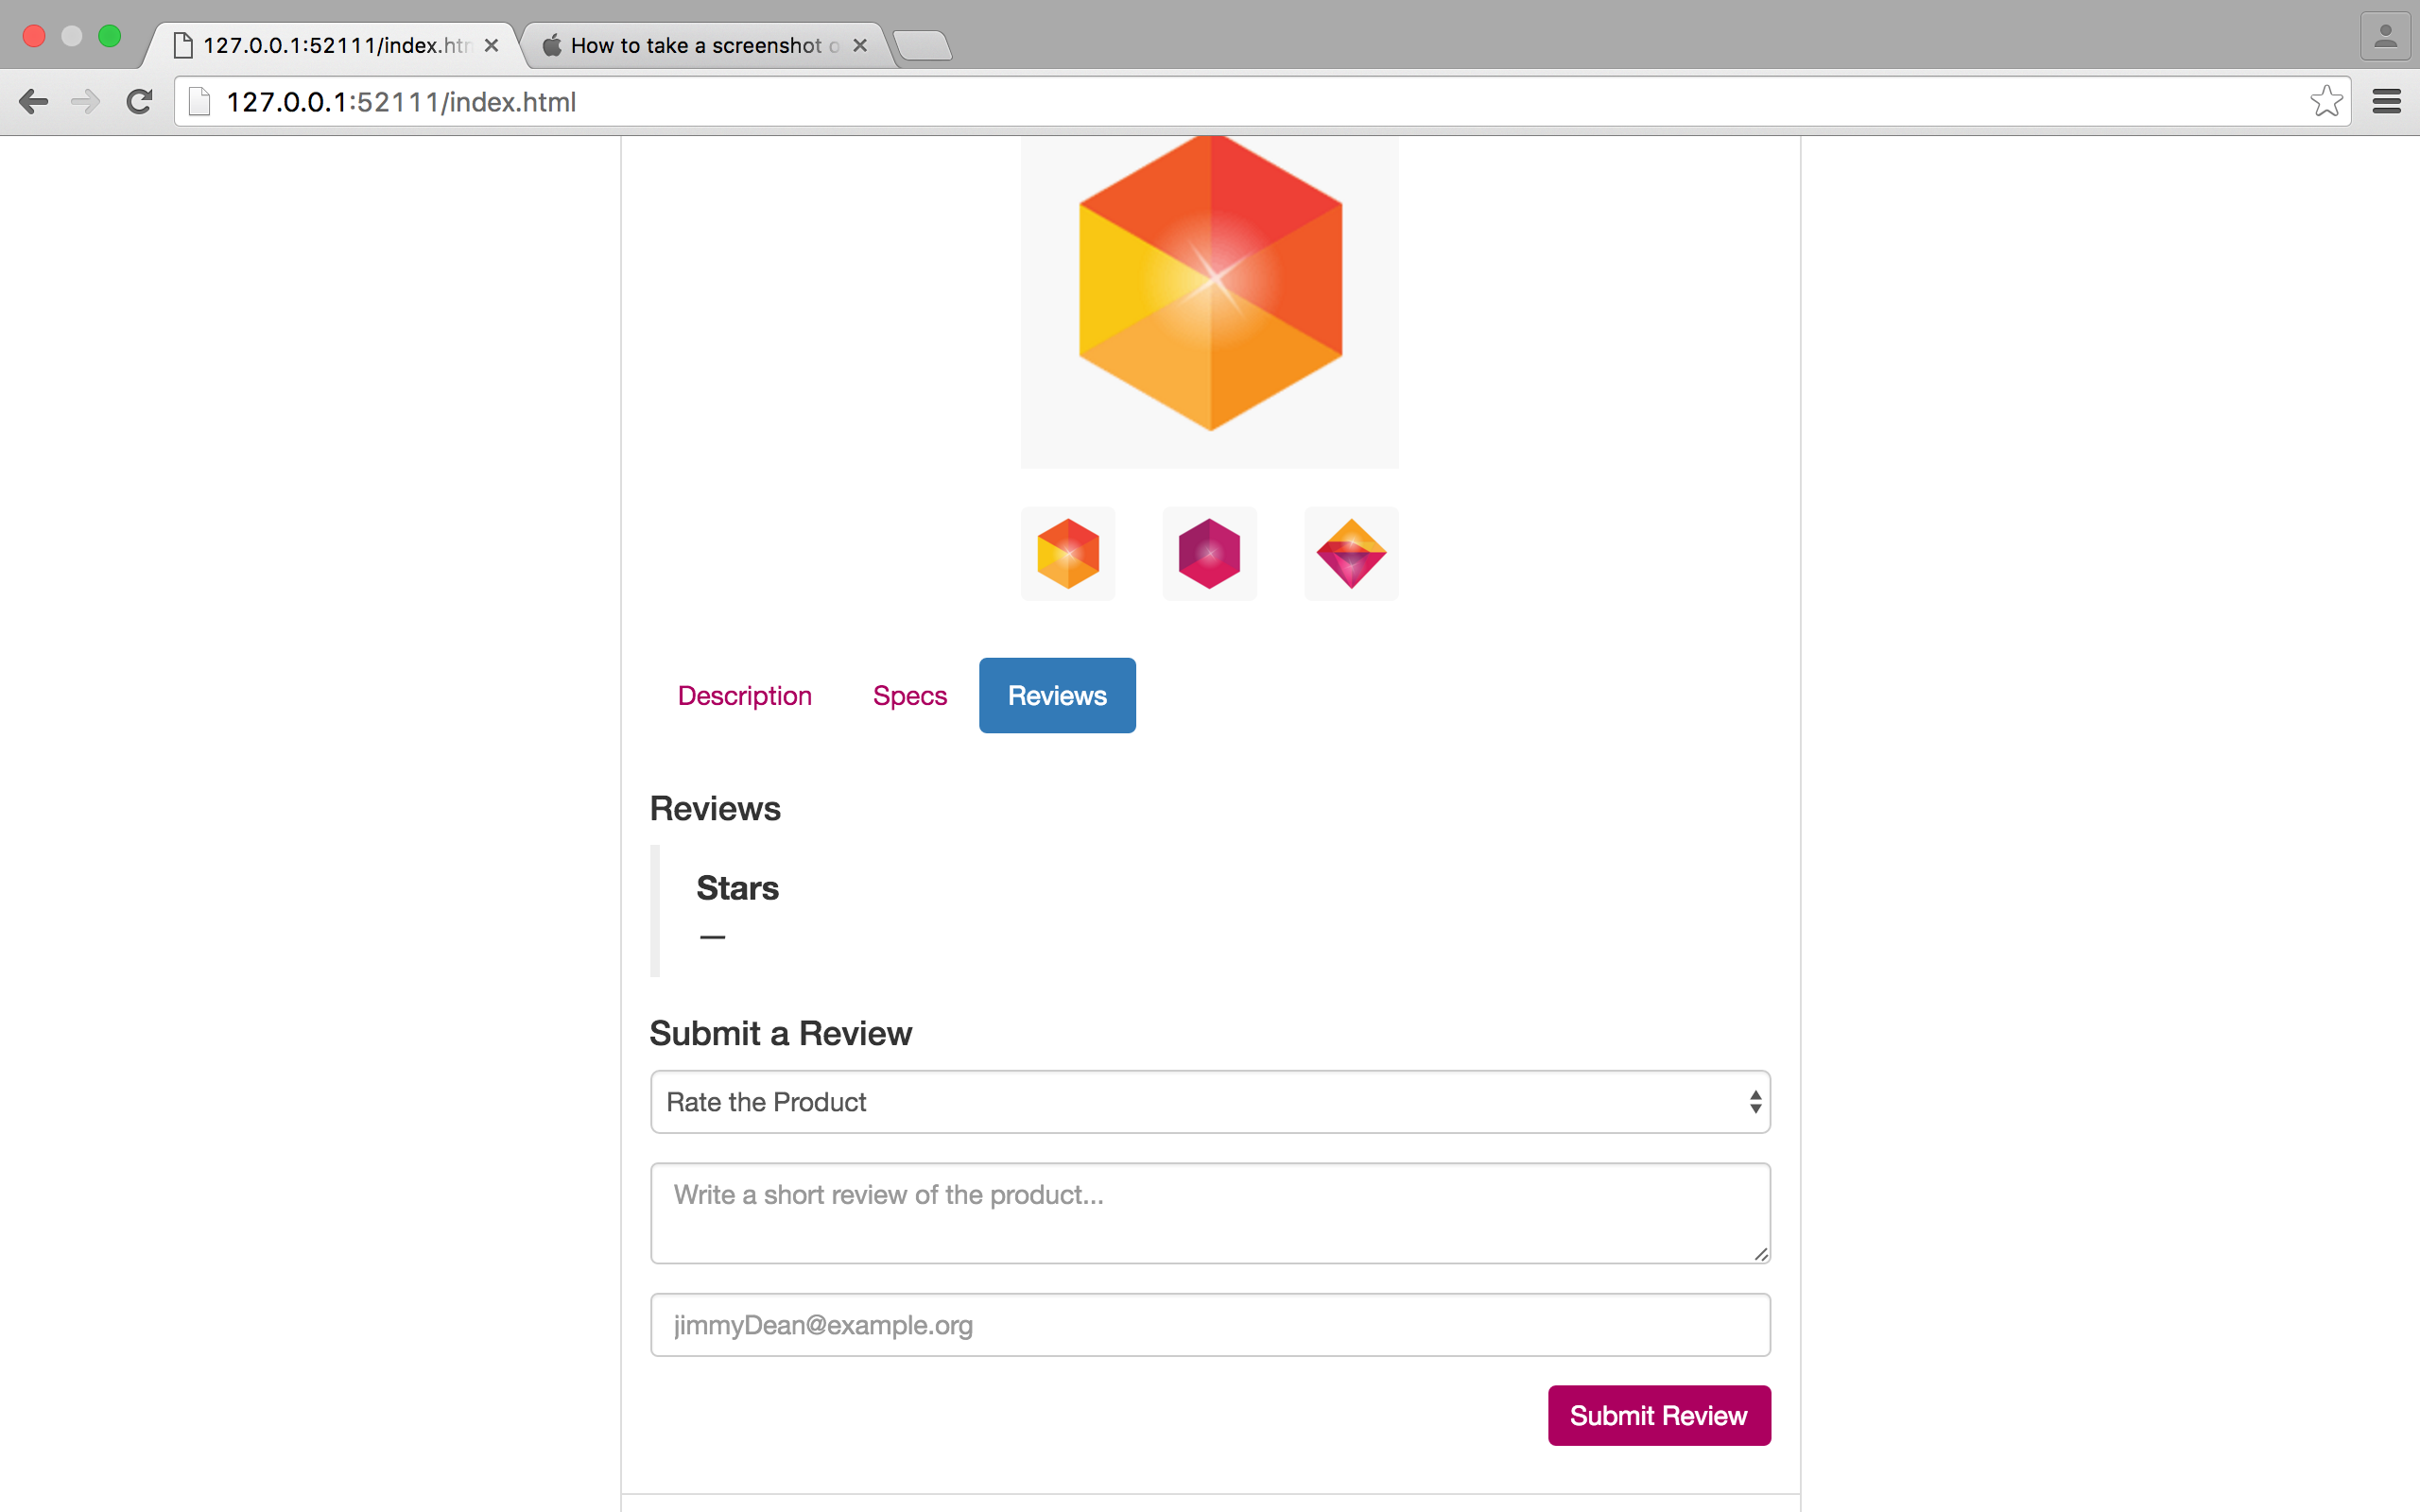 127.0.0.1:52111/index.htm
How to take a screenshot o
127.0.0.1:52111/index.html
Description
Specs
Reviews
Reviews
Stars
—
Submit a Review
Rate the Product
Write a short review of the product...
jimmyDean@example.org
Submit Review